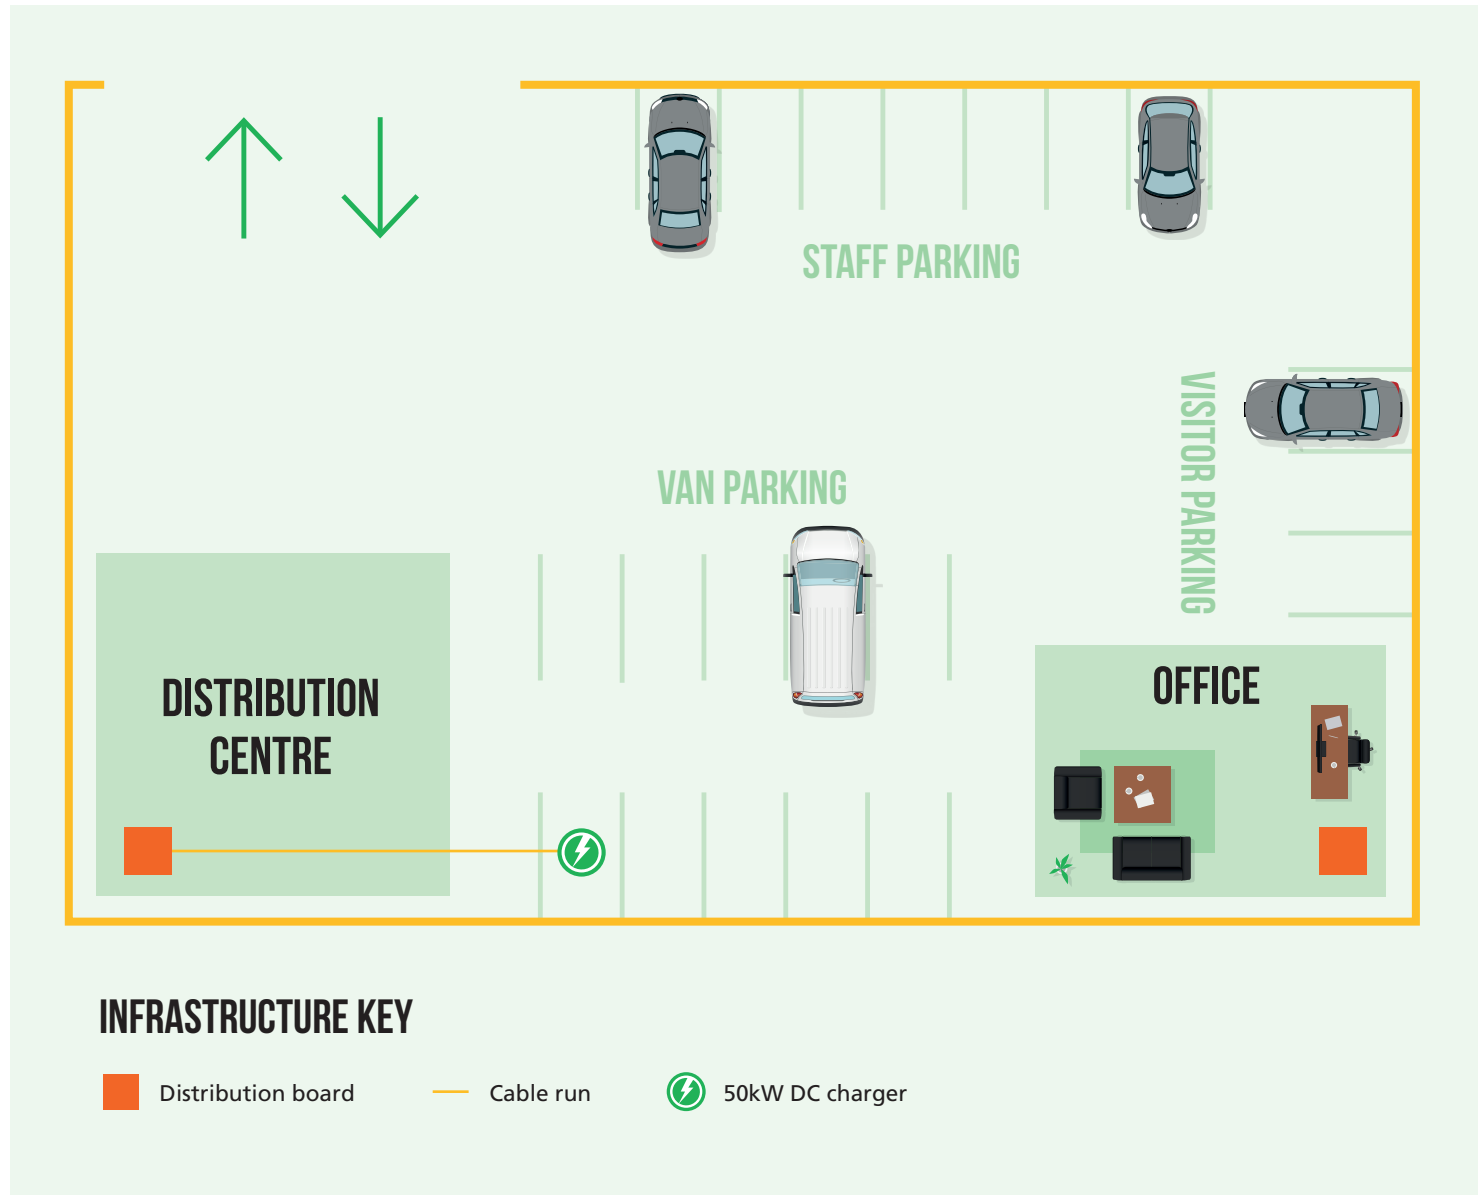 STAFF PARKING
VISITOR PARKING
VAN PARKING
DISTRIBUTION
CENTRE
OFFICE
INFRASTRUCTURE KEY
Distribution board
Cable run
50kW DC charger